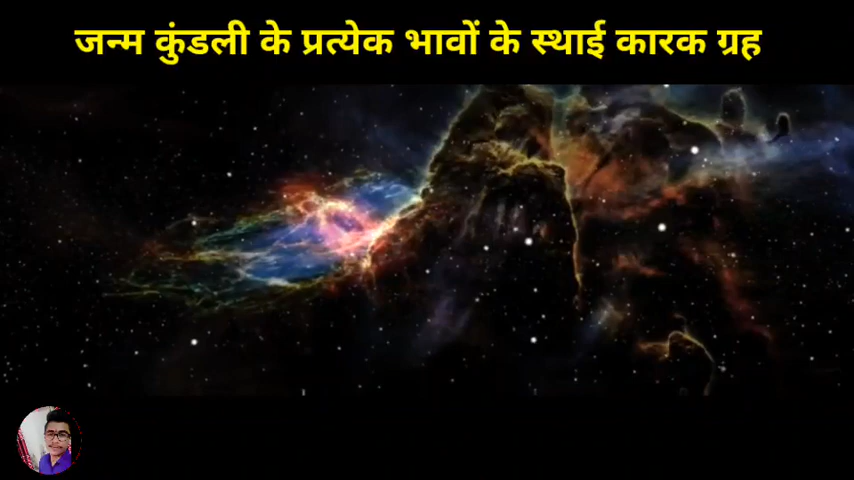 जन्म कुंडली के प्रत्येक भावों के स्थाई कारक ग्रह